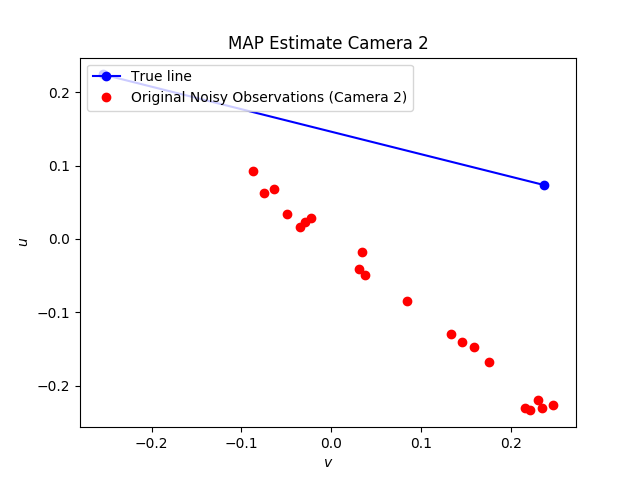 MAP Estimate Camera 2
True line
Original Noisy Observations (Camera 2)
0.2
0.1
0.0
−0.1
−0.2
u
−0.2
−0.1
0.0
0.1
0.2
v